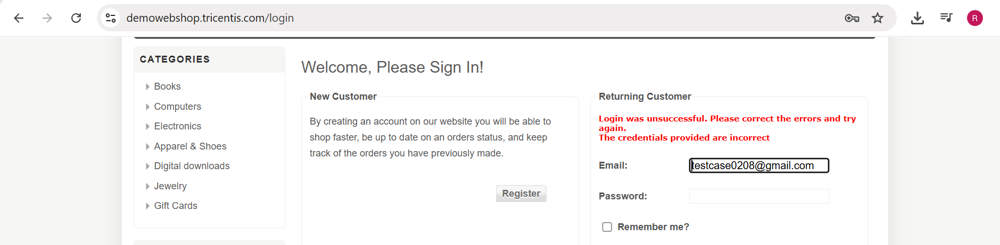 demowebshop.tricentis.com/login
R
CATEGORIES
Books
Computers
Electronics
Apparel & Shoes
Digital downloads
Jewelry
Gift Cards
Welcome, Please Sign In!
New Customer
By creating an account on our website you will be able to
shop faster, be up to date on an orders status, and keep
track of the orders you have previously made.
Register
Returning Customer
Login was unsuccessful. Please correct the errors and try
again.
The credentials provided are incorrect
Email:
testcase0208@gmail.com
Password:
Remember me?